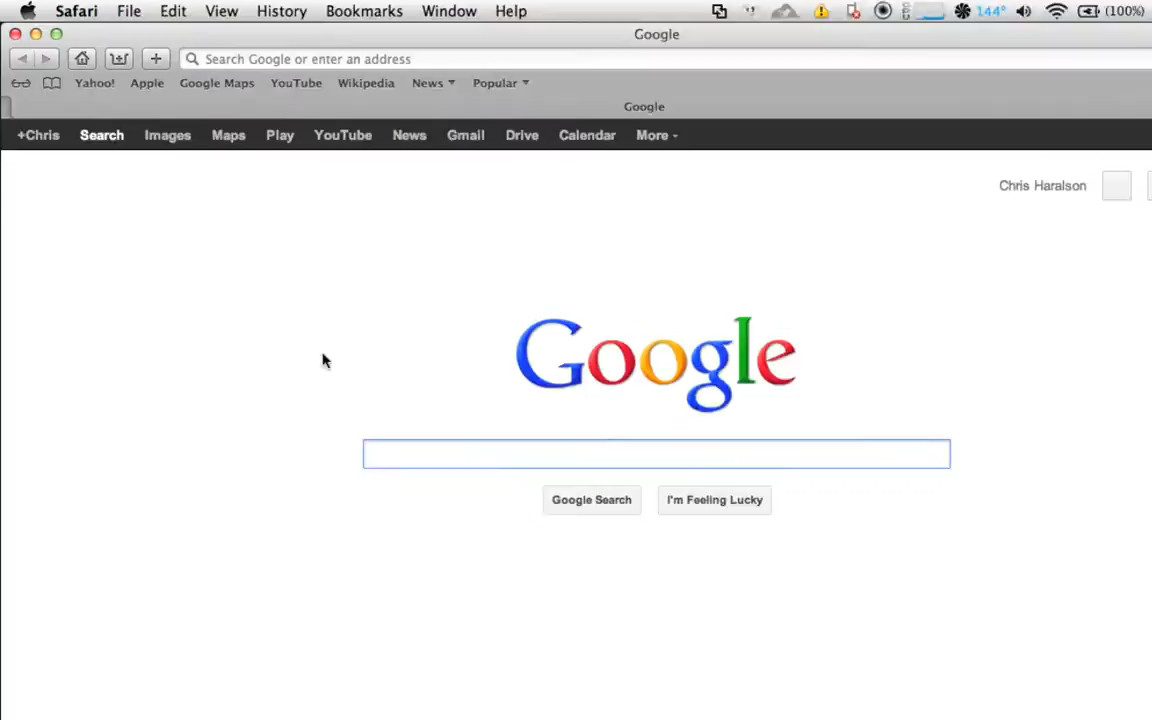 Safari File Edit View History Bookmarks Window Help 144° (100%)
Google
Search Google or enter an address
Yahoo! Apple Google Maps YouTube Wikipedia News Popular
Google
+Chris Search Images Maps Play YouTube News Gmail Drive Calendar More
Chris Haralson
Google
Google Search I'm Feeling Lucky